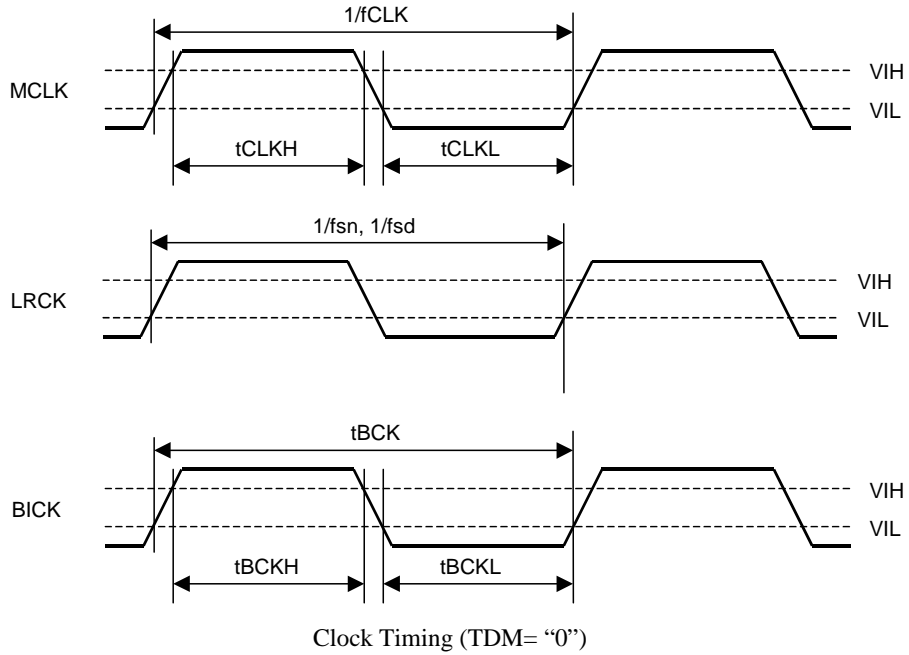 1/fCLK
VIH
MCLK
VIL
tCLKH
tCLKL
1/fsn, 1/fsd
VIH
LRCK
VIL
tBCK
VIH
BICK
VIL
tBCKH
tBCKL
Clock Timing (TDM= “0”)